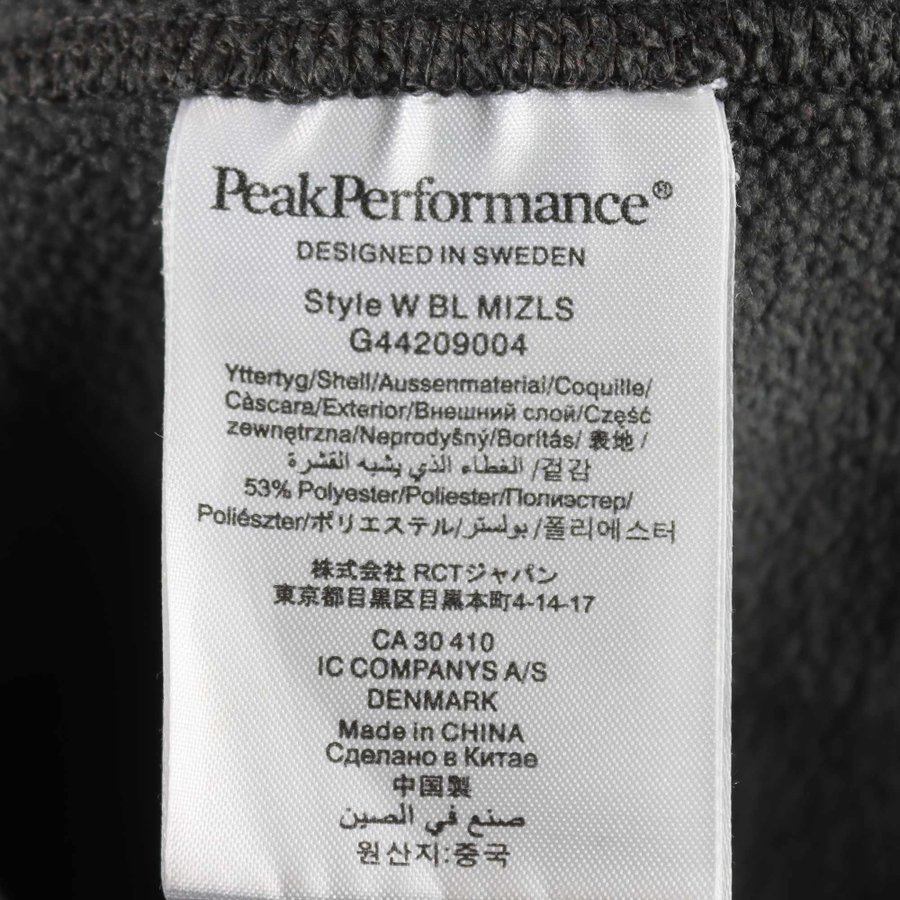 PeakPerformance®
DESIGNED IN SWEDEN
Style W BL MIZLS
G44209004
Yttertyg/Shell/Aussenmaterial/Coquille/
Càscara/Exterior/Внешний слой/Część
zewnętrzna/Neprodyšný/Borítás/ 表地 /
الغطاء الذي يشبه القشرة /겉감
53% Polyester/Poliester/Полиэстер/
Poliészter/ポリエステル/بولستر/폴리에스터
株式会社 RCTジャパン
東京都目黒区目黒本町4-14-17
CA 30 410
IC COMPANYS A/S
DENMARK
Made in CHINA
Сделано в Китае
中国製
صنع في الصين
원산지:중국